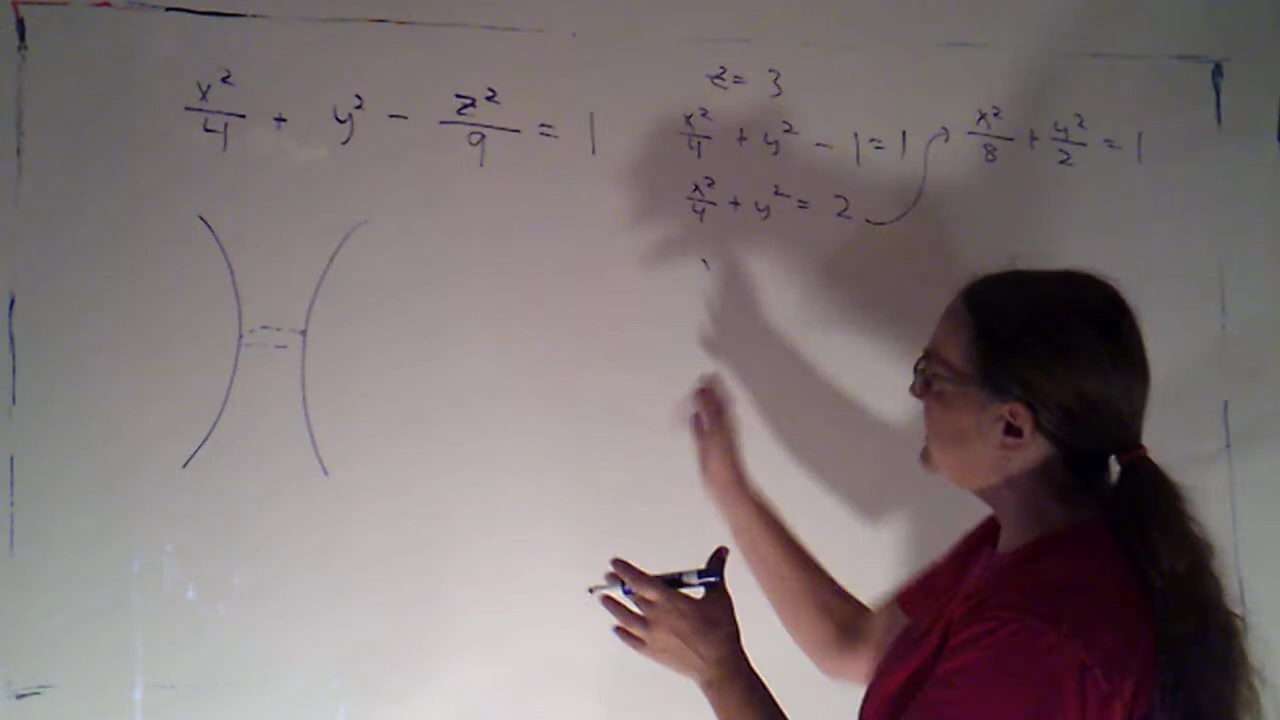 x²/4 + y² - z²/9 = 1
z = 3
x²/4 + y² - 1 = 1
x²/4 + y² = 2
x²/8 + y²/2 = 1